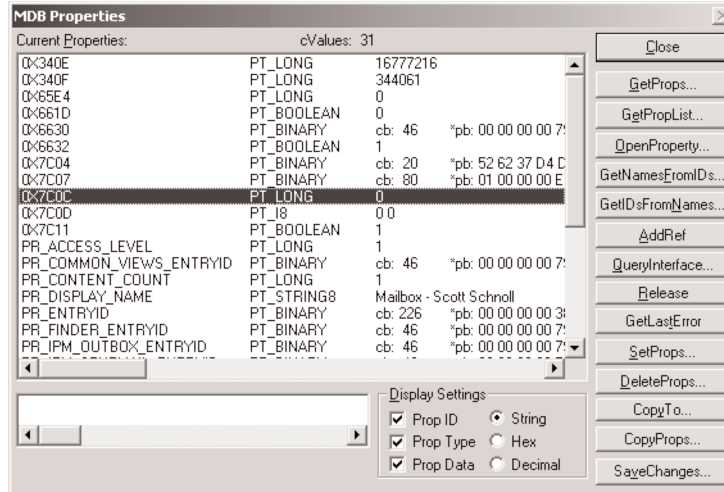 MDB Properties
Current Properties: cValues: 31
0X340E PT_LONG 16777216
0X340F PT_LONG 344061
0X65E4 PT_LONG 0
0X661D PT_BOOLEAN 0
0X6630 PT_BINARY cb: 46 *pb: 00 00 00 00 79
0X6632 PT_BOOLEAN 1
0X7C04 PT_BINARY cb: 20 *pb: 52 62 37 D4 D
0X7C07 PT_BINARY cb: 80 *pb: 01 00 00 00 E
0X7C0C PT_LONG 0
0X7C0D PT_I8 0 0
0X7C11 PT_BOOLEAN 1
PR_ACCESS_LEVEL PT_LONG 1
PR_COMMON_VIEWS_ENTRYID PT_BINARY cb: 46 *pb: 00 00 00 00
PR_CONTENT_COUNT PT_LONG 1
PR_DISPLAY_NAME PT_STRING8 Mailbox - Scott Schnoll
PR_ENTRYID PT_BINARY cb: 226 *pb: 00 00 00 00
PR_FINDER_ENTRYID PT_BINARY cb: 46 *pb: 00 00 00 00
PR_IPM_OUTBOX_ENTRYID PT_BINARY cb: 46 *pb: 00 00 00 00
Close
GetProps...
GetPropList...
OpenProperty...
GetNamesFromIDs...
GetIDsFromNames...
AddRef
QueryInterface...
Release
GetLastError
SetProps...
DeleteProps...
CopyTo...
CopyProps...
SaveChanges...
Display Settings
Prop ID String
Prop Type Hex
Prop Data Decimal